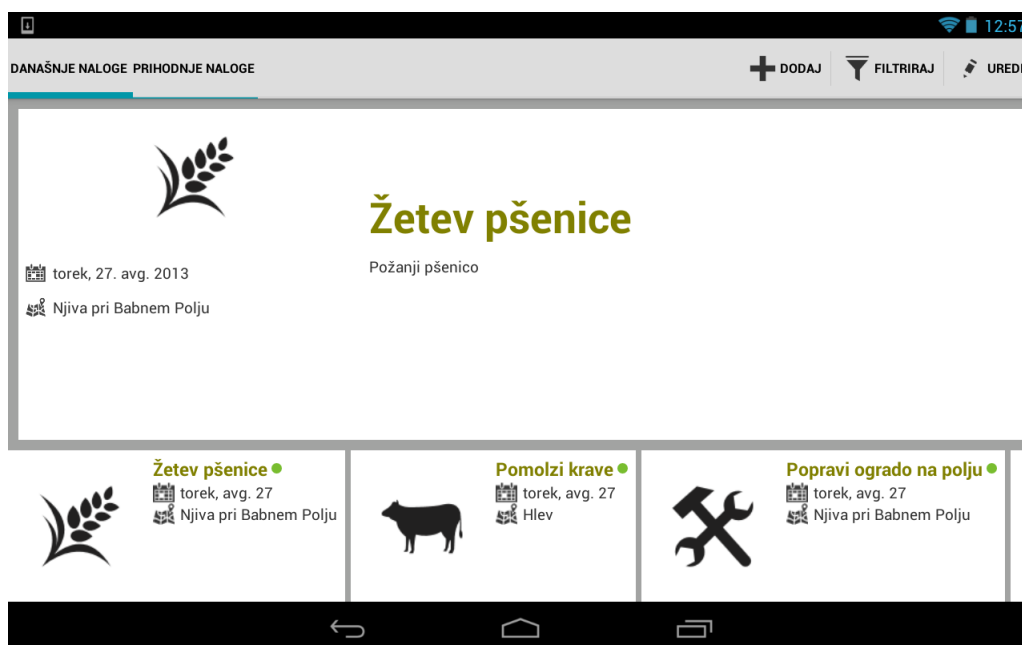 12:57
DANAŠNJE NALOGE PRIHODNJE NALOGE DODAJ FILTRIRAJ UREDI
Žetev pšenice
Požanji pšenico
torek, 27. avg. 2013
Njiva pri Babnem Polju
Žetev pšenice
torek, avg. 27
Njiva pri Babnem Polju
Pomolzi krave
torek, avg. 27
Hlev
Popravi ogrado na polju
torek, avg. 27
Njiva pri Babnem Polju